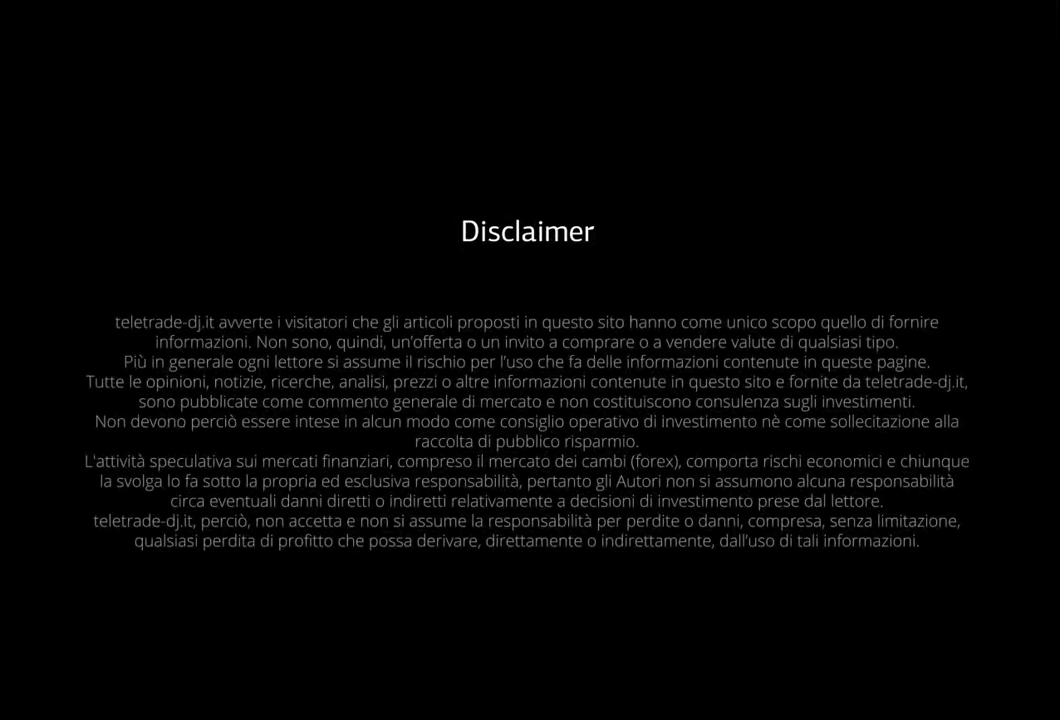 Disclaimer
teletrade-dj.it avverte i visitatori che gli articoli proposti in questo sito hanno come unico scopo quello di fornire
informazioni. Non sono, quindi, un'offerta o un invito a comprare o a vendere valute di qualsiasi tipo.
Più in generale ogni lettore si assume il rischio per l'uso che fa delle informazioni contenute in queste pagine.
Tutte le opinioni, notizie, ricerche, analisi, prezzi o altre informazioni contenute in questo sito e fornite da teletrade-dj.it,
sono pubblicate come commento generale di mercato e non costituiscono consulenza sugli investimenti.
Non devono perciò essere intese in alcun modo come consiglio operativo di investimento nè come sollecitazione alla
raccolta di pubblico risparmio.
L'attività speculativa sui mercati finanziari, compreso il mercato dei cambi (forex), comporta rischi economici e chiunque
la svolga lo fa sotto la propria ed esclusiva responsabilità, pertanto gli Autori non si assumono alcuna responsabilità
circa eventuali danni diretti o indiretti relativamente a decisioni di investimento prese dal lettore.
teletrade-dj.it, perciò, non accetta e non si assume la responsabilità per perdite o danni, compresa, senza limitazione,
qualsiasi perdita di profitto che possa derivare, direttamente o indirettamente, dall'uso di tali informazioni.